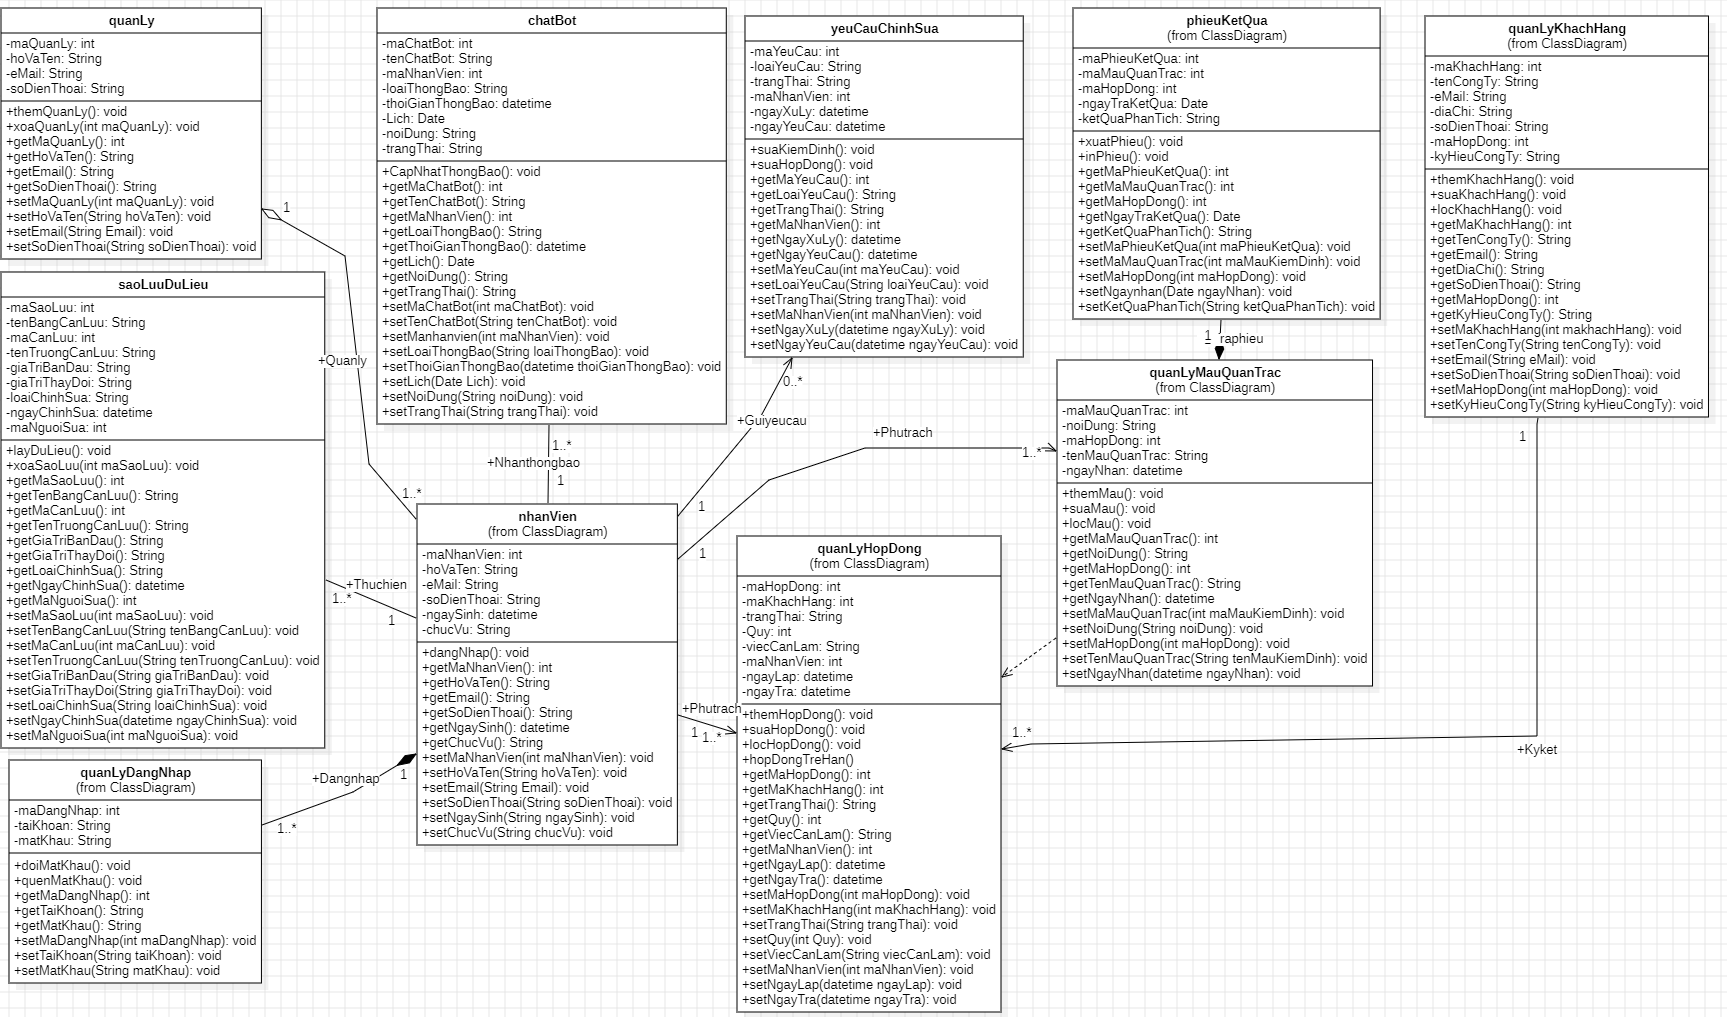 quanLy
-maQuanLy: int
-hoVaTen: String
-eMail: String
-soDienThoai: String
+themQuanLy(): void
+xoaQuanLy(int maQuanLy): void
+getMaQuanLy(): int
+getHoVaTen(): String
+getEmail(): String
+getSoDienThoai(): String
+setMaQuanLy(int maQuanLy): void
+setHoVaTen(String hoVaTen): void
+setEmail(String Email): void
+setSoDienThoai(String soDienThoai): void
1
+Quanly
1..*
chatBot
-maChatBot: int
-tenChatBot: String
-maNhanVien: int
-loaiThongBao: String
-thoiGianThongBao: datetime
-Lich: Date
-noiDung: String
-trangThai: String
+CapNhatThongBao(): void
+getMaChatBot(): int
+getTenChatBot(): String
+getMaNhanVien(): int
+getLoaiThongBao(): String
+getThoiGianThongBao(): datetime
+getLich(): Date
+getNoiDung(): String
+getTrangThai(): String
+setMaChatBot(int maChatBot): void
+setTenChatBot(String tenChatBot): void
+setManhanvien(int maNhanVien): void
+setLoaiThongBao(String loaiThongBao): void
+setThoiGianThongBao(datetime thoiGianThongBao): void
+setLich(Date Lich): void
+setNoiDung(String noiDung): void
+setTrangThai(String trangThai): void
1..*
+Nhanthongbao
1
yeuCauChinhSua
-maYeuCau: int
-loaiYeuCau: String
-trangThai: String
-maNhanVien: int
-ngayXuLy: datetime
-ngayYeuCau: datetime
+suaKiemDinh(): void
+suaHopDong(): void
+getMaYeuCau(): int
+getLoaiYeuCau(): String
+getTrangThai(): String
+getMaNhanVien(): int
+getNgayXuLy(): datetime
+getNgayYeuCau(): datetime
+setMaYeuCau(int maYeuCau): void
+setLoaiYeuCau(String loaiYeuCau): void
+setTrangThai(String trangThai): void
+setMaNhanVien(int maNhanVien): void
+setNgayXuLy(datetime ngayXuLy): void
+setNgayYeuCau(datetime ngayYeuCau): void
0..*
+Guiyeucau
1
phieuKetQua
(from ClassDiagram)
-maPhieuKetQua: int
-maMauQuanTrac: int
-maHopDong: int
-ngayTraKetQua: Date
-ketQuaPhanTich: String
+xuatPhieu(): void
+inPhieu(): void
+getMaPhieuKetQua(): int
+getMaMauQuanTrac(): int
+getMaHopDong(): int
+getNgayTraKetQua(): Date
+getKetQuaPhanTich(): String
+setMaPhieuKetQua(int maPhieuKetQua): void
+setMaMauQuanTrac(int maMauKiemDinh): void
+setMaHopDong(int maHopDong): void
+setNgaynhan(Date ngayNhan): void
+setKetQuaPhanTich(String ketQuaPhanTich): void
1
raphieu
quanLyKhachHang
(from ClassDiagram)
-maKhachHang: int
-tenCongTy: String
-eMail: String
-diaChi: String
-soDienThoai: String
-maHopDong: int
-kyHieuCongTy: String
+themKhachHang(): void
+suaKhachHang(): void
+locKhachHang(): void
+getMaKhachHang(): int
+getTenCongTy(): String
+getEmail(): String
+getDiaChi(): String
+getSoDienThoai(): String
+getMaHopDong(): int
+getKyHieuCongTy(): String
+setMaKhachHang(int makhachHang): void
+setTenCongTy(String tenCongTy): void
+setEmail(String eMail): void
+setSoDienThoai(String soDienThoai): void
+setMaHopDong(int maHopDong): void
+setKyHieuCongTy(String kyHieuCongTy): void
1
+Kyket
1..*
saoLuuDuLieu
-maSaoLuu: int
-tenBangCanLuu: String
-maCanLuu: int
-tenTruongCanLuu: String
-giaTriBanDau: String
-giaTriThayDoi: String
-loaiChinhSua: String
-ngayChinhSua: datetime
-maNguoiSua: int
+layDuLieu(): void
+xoaSaoLuu(int maSaoLuu): void
+getMaSaoLuu(): int
+getTenBangCanLuu(): String
+getMaCanLuu(): int
+getTenTruongCanLuu(): String
+getGiaTriBanDau(): String
+getGiaTriThayDoi(): String
+getLoaiChinhSua(): String
+getNgayChinhSua(): datetime
+getMaNguoiSua(): int
+setMaSaoLuu(int maSaoLuu): void
+setTenBangCanLuu(String tenBangCanLuu): void
+setMaCanLuu(int maCanLuu): void
+setTenTruongCanLuu(String tenTruongCanLuu): void
+setGiaTriBanDau(String giaTriBanDau): void
+setGiaTriThayDoi(String giaTriThayDoi): void
+setLoaiChinhSua(String loaiChinhSua): void
+setNgayChinhSua(datetime ngayChinhSua): void
+setMaNguoiSua(int maNguoiSua): void
+Thuchien
1..*
1
nhanVien
(from ClassDiagram)
-maNhanVien: int
-hoVaTen: String
-eMail: String
-soDienThoai: String
-ngaySinh: datetime
-chucVu: String
+dangNhap(): void
+getMaNhanVien(): int
+getHoVaTen(): String
+getEmail(): String
+getSoDienThoai(): String
+getNgaySinh(): datetime
+getChucVu(): String
+setMaNhanVien(int maNhanVien): void
+setHoVaTen(String hoVaTen): void
+setEmail(String Email): void
+setSoDienThoai(String soDienThoai): void
+setNgaySinh(String ngaySinh): void
+setChucVu(String chucVu): void
+Phutrach
1..*
1
+Phutrach
1
1..*
quanLyMauQuanTrac
(from ClassDiagram)
-maMauQuanTrac: int
-noiDung: String
-maHopDong: int
-tenMauQuanTrac: String
-ngayNhan: datetime
+themMau(): void
+suaMau(): void
+locMau(): void
+getMaMauQuanTrac(): int
+getNoiDung(): String
+getMaHopDong(): int
+getTenMauQuanTrac(): String
+getNgayNhan(): datetime
+setMaMauQuanTrac(int maMauKiemDinh): void
+setNoiDung(String noiDung): void
+setMaHopDong(int maHopDong): void
+setTenMauQuanTrac(String tenMauKiemDinh): void
+setNgayNhan(datetime ngayNhan): void
quanLyHopDong
(from ClassDiagram)
-maHopDong: int
-maKhachHang: int
-trangThai: String
-Quy: int
-viecCanLam: String
-maNhanVien: int
-ngayLap: datetime
-ngayTra: datetime
+themHopDong(): void
+suaHopDong(): void
+locHopDong(): void
+hopDongTreHan()
+getMaHopDong(): int
+getMaKhachHang(): int
+getTrangThai(): String
+getQuy(): int
+getViecCanLam(): String
+getMaNhanVien(): int
+getNgayLap(): datetime
+getNgayTra(): datetime
+setMaHopDong(int maHopDong): void
+setMaKhachHang(int maKhachHang): void
+setTrangThai(String trangThai): void
+setQuy(int Quy): void
+setViecCanLam(String viecCanLam): void
+setMaNhanVien(int maNhanVien): void
+setNgayLap(datetime ngayLap): void
+setNgayTra(datetime ngayTra): void
quanLyDangNhap
(from ClassDiagram)
-maDangNhap: int
-taiKhoan: String
-matKhau: String
+doiMatKhau(): void
+quenMatKhau(): void
+getMaDangNhap(): int
+getTaiKhoan(): String
+getMatKhau(): String
+setMaDangNhap(int maDangNhap): void
+setTaiKhoan(String taiKhoan): void
+setMatKhau(String matKhau): void
+Dangnhap
1
1..*